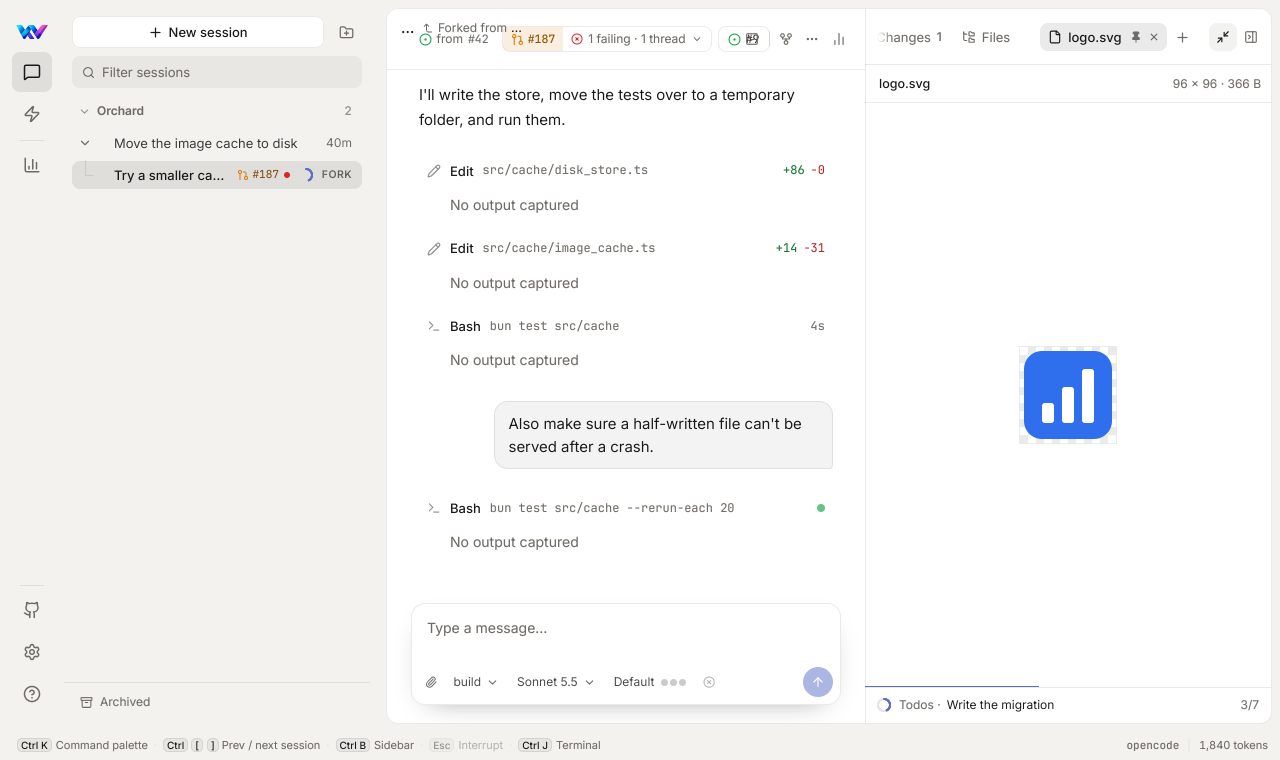 New session
Filter sessions
Orchard 2
Move the image cache to disk 40m
Try a smaller ca… #187 FORK
Archived
… Forked from …
from #42 #187 1 failing · 1 thread
I'll write the store, move the tests over to a temporary
folder, and run them.
Edit src/cache/disk_store.ts +86 -0
No output captured
Edit src/cache/image_cache.ts +14 -31
No output captured
Bash bun test src/cache 4s
No output captured
Also make sure a half-written file can't be
served after a crash.
Bash bun test src/cache --rerun-each 20
No output captured
Type a message…
build Sonnet 5.5 Default
Changes 1 Files logo.svg
logo.svg 96 × 96 · 366 B
Todos · Write the migration 3/7
Ctrl K Command palette Ctrl [ ] Prev / next session Ctrl B Sidebar Esc Interrupt Ctrl J Terminal
opencode 1,840 tokens